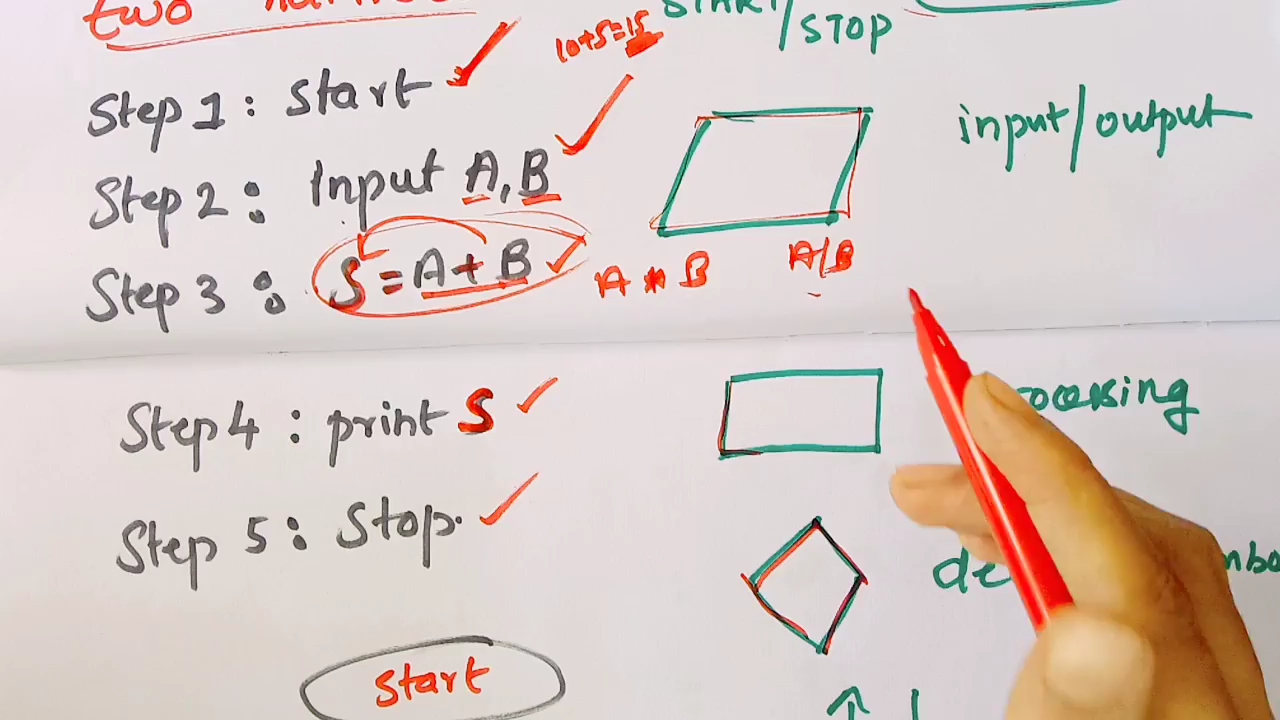 two
START/
STOP
10+5=15
Step 1: Start
input/output
Step 2: Input A, B
Step 3: S = A + B
A * B
A/B
Step 4: print S
Step 5: Stop.
start